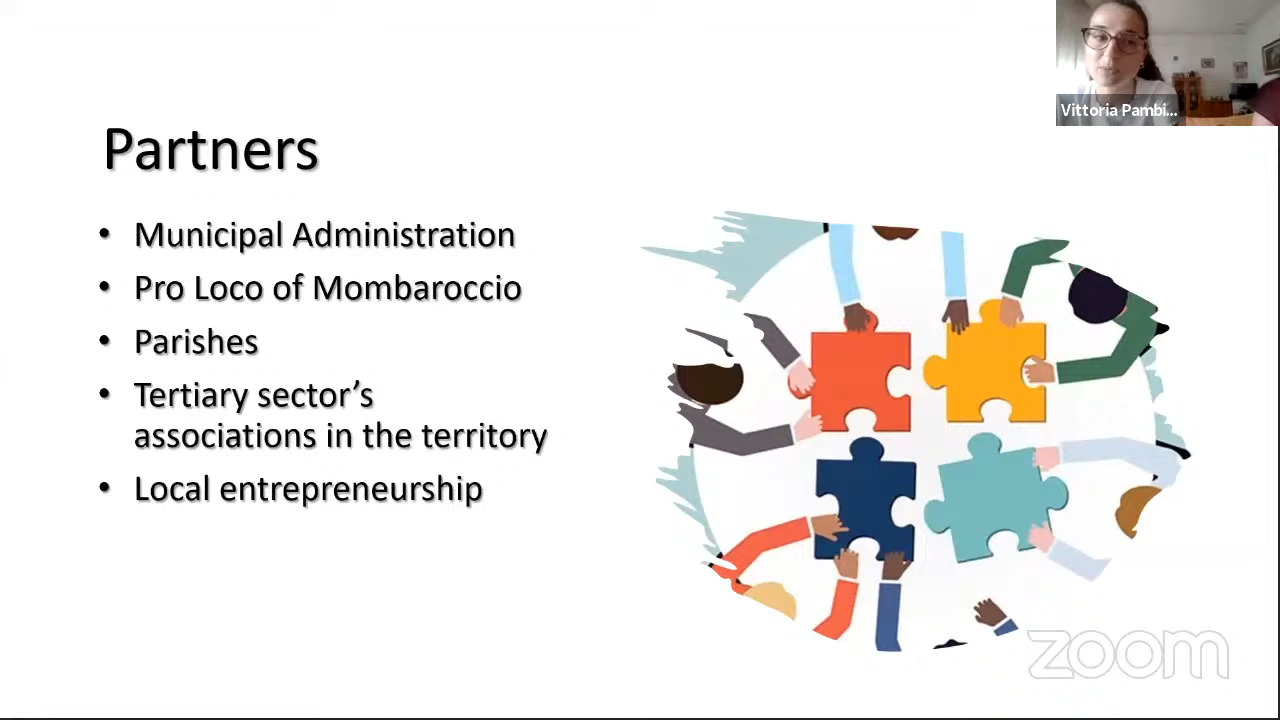 Vittoria Pambi...
Partners
• Municipal Administration
• Pro Loco of Mombaroccio
• Parishes
• Tertiary sector’s
associations in the territory
• Local entrepreneurship
zoom